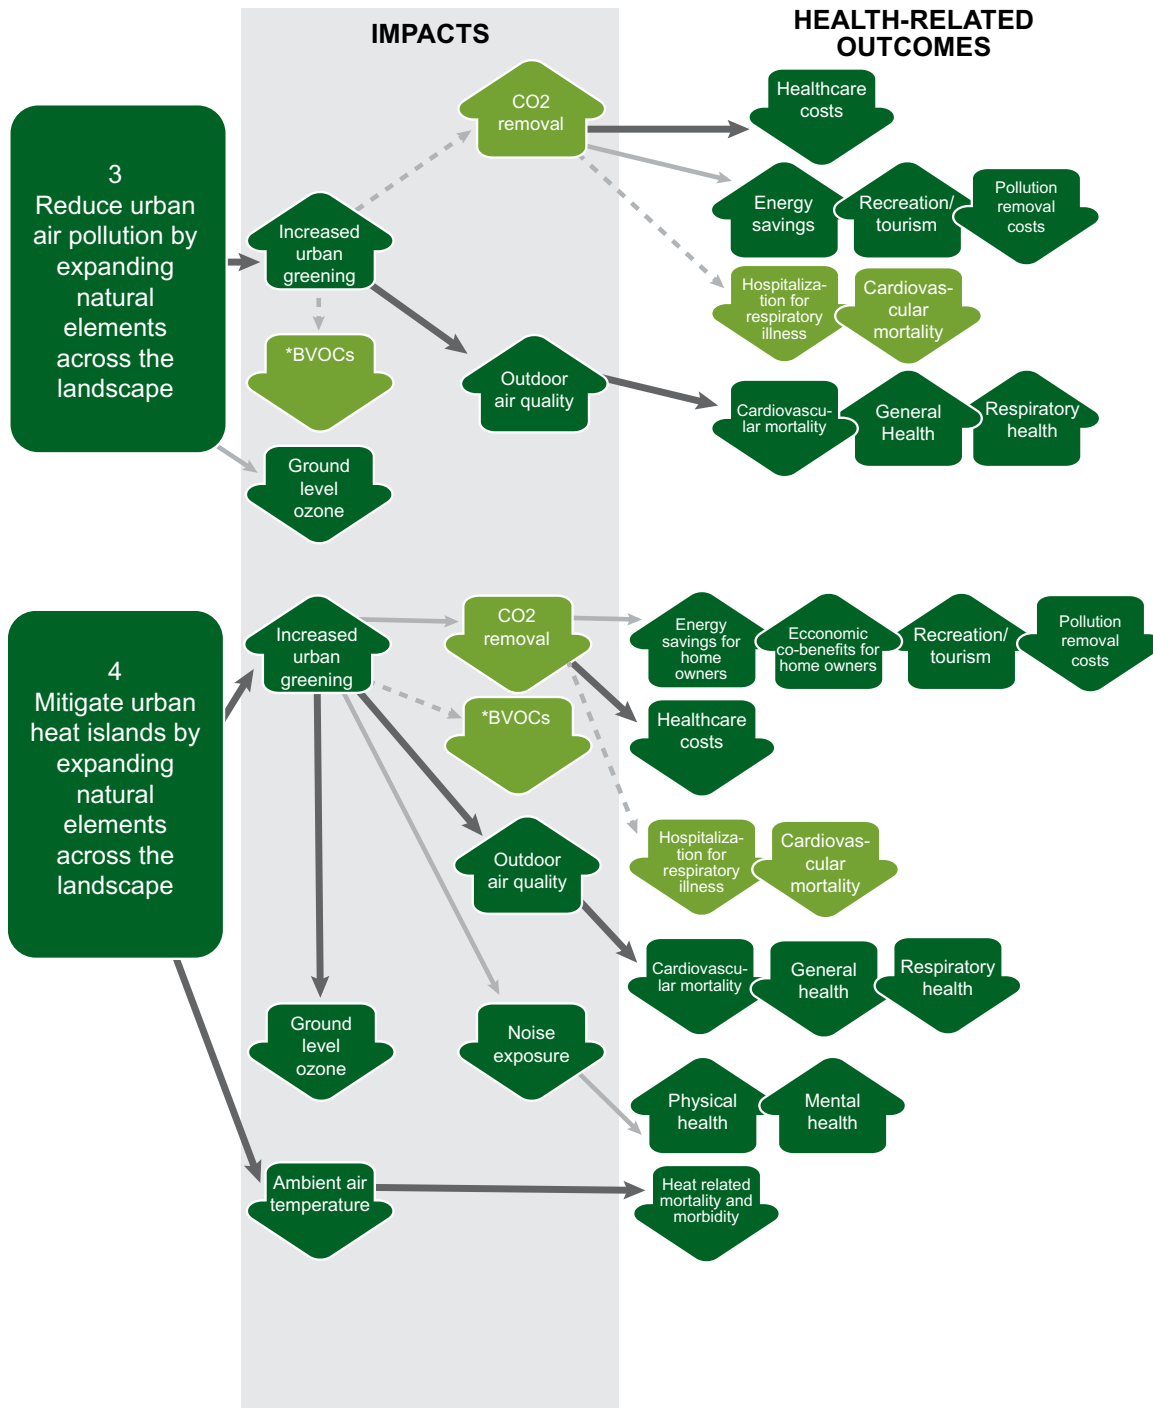 IMPACTS
HEALTH-RELATED
OUTCOMES
3
Reduce urban
air pollution by
expanding
natural
elements
across the
landscape
Increased
urban
greening
*BVOCs
Ground
level
ozone
CO2
removal
Outdoor
air quality
Healthcare
costs
Energy
savings
Recreation/
tourism
Pollution
removal
costs
Hospitaliza-
tion for
respiratory
illness
Cardiovas-
cular
mortality
Cardiovascu-
lar mortality
General
Health
Respiratory
health
4
Mitigate urban
heat islands by
expanding
natural
elements
across the
landscape
Increased
urban
greening
CO2
removal
*BVOCs
Outdoor
air quality
Ground
level
ozone
Noise
exposure
Ambient air
temperature
Energy
savings for
home
owners
Ecconomic
co-benefits for
home owners
Recreation/
tourism
Pollution
removal
costs
Healthcare
costs
Hospitaliza-
tion for
respiratory
illness
Cardiovas-
cular
mortality
Cardiovascu-
lar mortality
General
health
Respiratory
health
Physical
health
Mental
health
Heat related
mortality and
morbidity